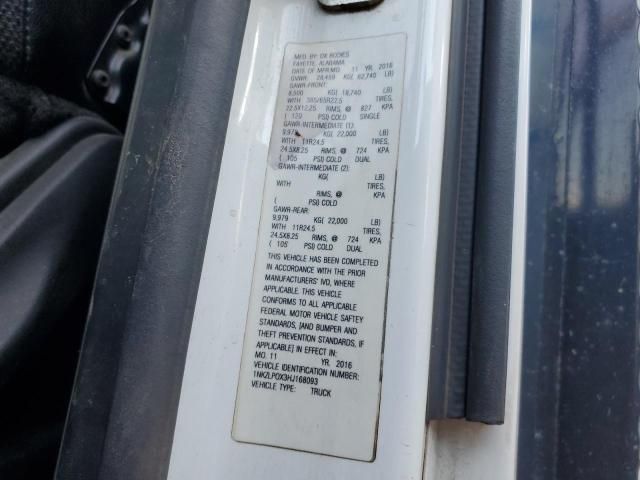 MFD. BY: OX BODIES
FAYETTE, ALABAMA
DATE OF MFR:MO. 11 YR. 2016
GVWR: 28,459 KG( 62,740 LB)
GAWR-FRONT:
8,500 KG( 18,740 LB)
WITH 385/65R22.5 TIRES,
22.5X12.25 RIMS, @ 827 KPA
( 120 PSI) COLD SINGLE
GAWR-INTERMEDIATE (1):
9,979 KG( 22,000 LB)
WITH 11R24.5 TIRES,
24.5X8.25 RIMS, @ 724 KPA
( 105 PSI) COLD DUAL
GAWR-INTERMEDIATE (2):
KG( LB)
WITH TIRES,
RIMS, @ KPA
( PSI) COLD
GAWR-REAR:
9,979 KG( 22,000 LB)
WITH 11R24.5 TIRES,
24.5X8.25 RIMS, @ 724 KPA
( 105 PSI) COLD DUAL
THIS VEHICLE HAS BEEN COMPLETED
IN ACCORDANCE WITH THE PRIOR
MANUFACTURERS' IVD, WHERE
APPLICABLE. THIS VEHICLE
CONFORMS TO ALL APPLICABLE
FEDERAL MOTOR VEHICLE SAFTEY
STANDARDS, [AND BUMPER AND
THEFT PREVENTION STANDARDS, IF
APPLICABLE] IN EFFECT IN:
MO. 11 YR. 2016
VEHICLE IDENTIFICATION NUMBER:
1NKZLP0X3HJ168093
VEHICLE TYPE: TRUCK